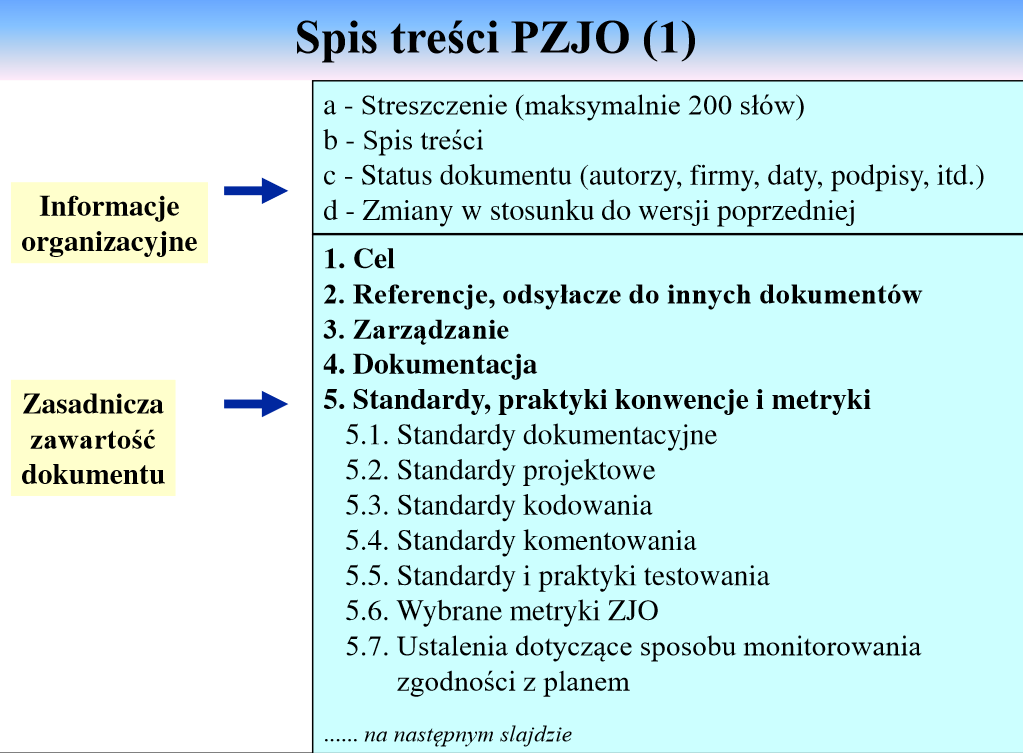 Spis treści PZJO (1)
Informacje
organizacyjne
a - Streszczenie (maksymalnie 200 słów)
b - Spis treści
c - Status dokumentu (autorzy, firmy, daty, podpisy, itd.)
d - Zmiany w stosunku do wersji poprzedniej
Zasadnicza
zawartość
dokumentu
1. Cel
2. Referencje, odsyłacze do innych dokumentów
3. Zarządzanie
4. Dokumentacja
5. Standardy, praktyki konwencje i metryki
5.1. Standardy dokumentacyjne
5.2. Standardy projektowe
5.3. Standardy kodowania
5.4. Standardy komentowania
5.5. Standardy i praktyki testowania
5.6. Wybrane metryki ZJO
5.7. Ustalenia dotyczące sposobu monitorowania
zgodności z planem
...... na następnym slajdzie